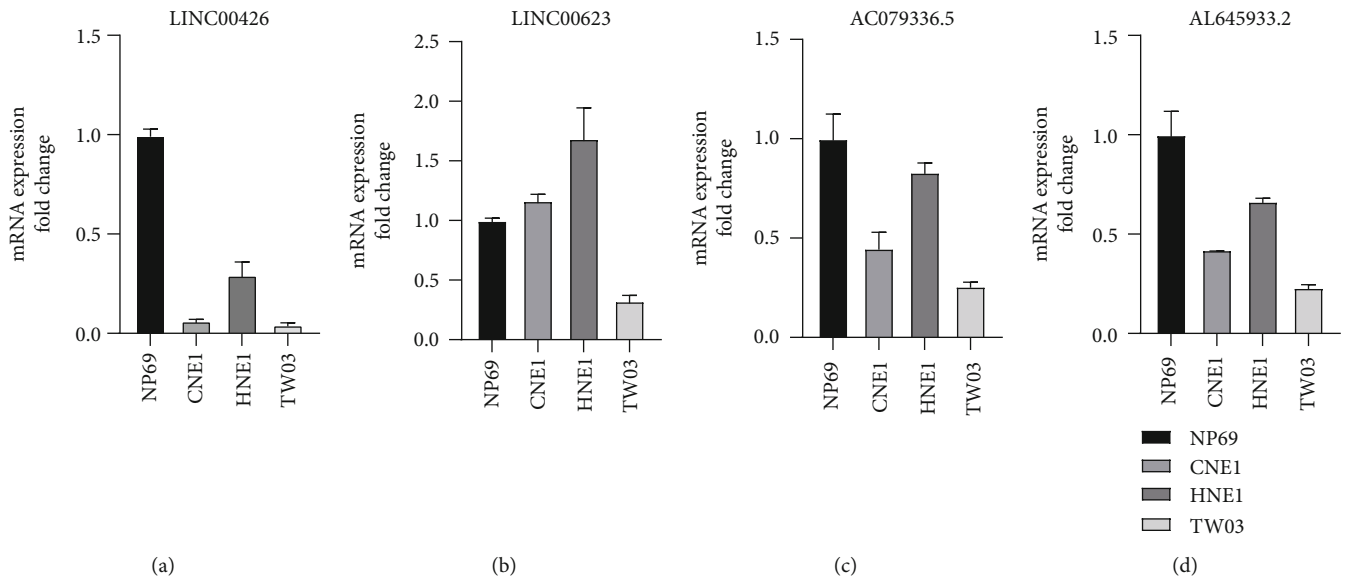 LINC00426
mRNA expression
fold change
1.5
1.0
0.5
0.0
NP69
CNE1
HNE1
TW03
(a)
LINC00623
mRNA expression
fold change
2.5
2.0
1.5
1.0
0.5
0.0
NP69
CNE1
HNE1
TW03
(b)
AC079336.5
mRNA expression
fold change
1.5
1.0
0.5
0.0
NP69
CNE1
HNE1
TW03
(c)
AL645933.2
mRNA expression
fold change
1.5
1.0
0.5
0.0
NP69
CNE1
HNE1
TW03
NP69
CNE1
HNE1
TW03
(d)